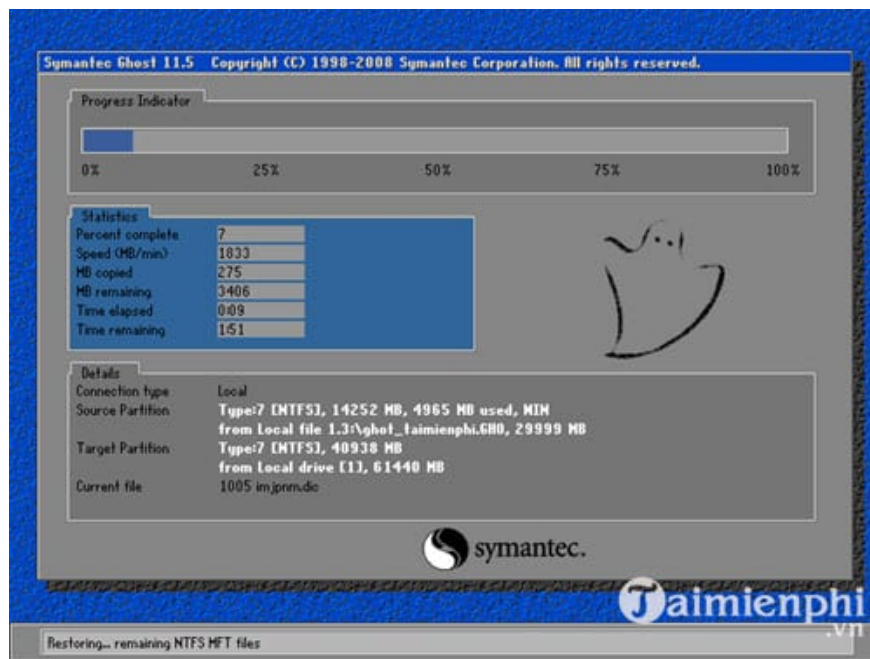 Symantec Ghost 11.5 Copyright (C) 1998-2008 Symantec Corporation. All rights reserved.
Progress Indicator
0% 25% 50% 75% 100%
Statistics
Percent complete 7
Speed (MB/min) 1833
MB copied 275
MB remaining 3406
Time elapsed 0:09
Time remaining 1:51
Details
Connection type Local
Source Partition Type:7 [NTFS], 14252 MB, 4965 MB used, WIN
from Local file 1.3:\ghot_taimienphi.GHO, 29999 MB
Target Partition Type:7 [NTFS], 40938 MB
from Local drive [1], 61440 MB
Current file 1005 imjpnm.dic
symantec.
Taimienphi
.vn
Restoring... remaining NTFS MFT files